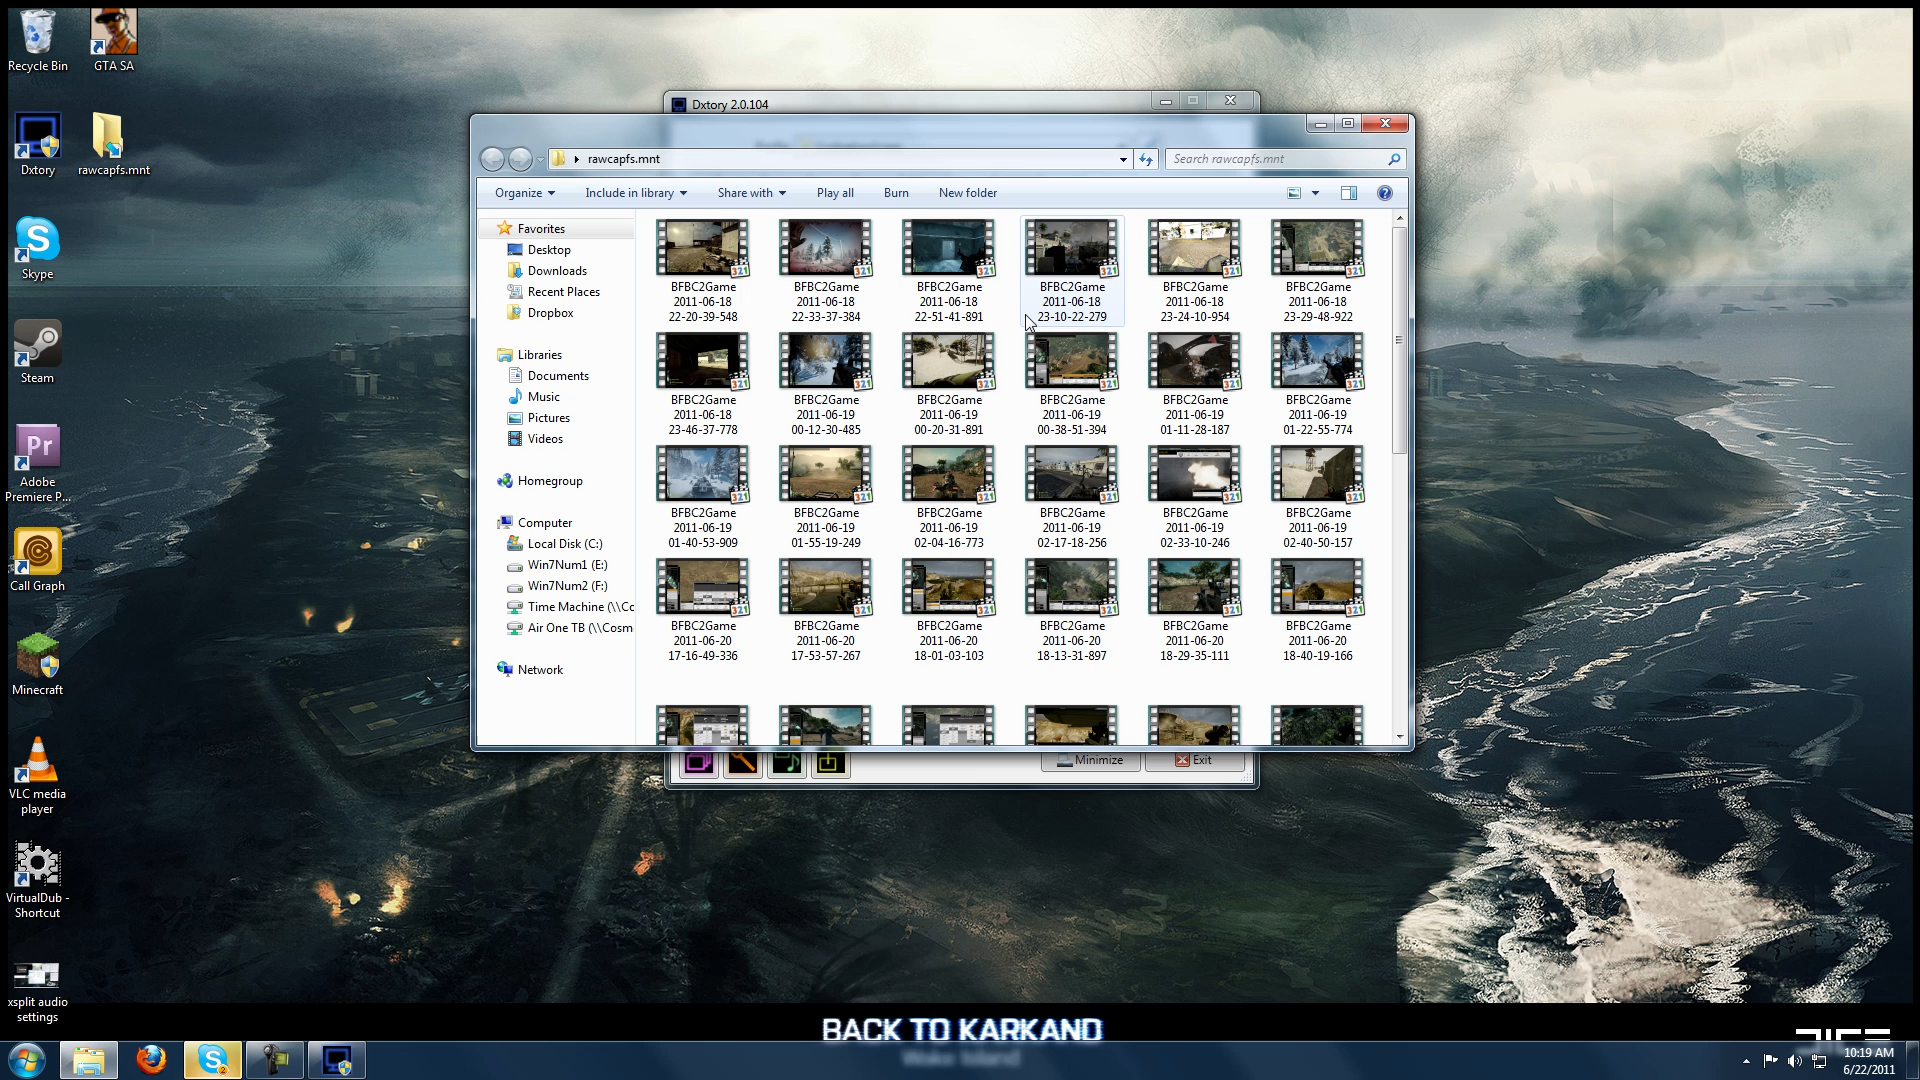 Recycle Bin
GTA SA
Dxtory
rawcapfs.mnt
Skype
Steam
Adobe
Premiere P...
Call Graph
Minecraft
VLC media
player
VirtualDub -
Shortcut
xsplit audio
settings
Dxtory 2.0.104
rawcapfs.mnt
Search rawcapfs.mnt
Organize
Include in library
Share with
Play all
Burn
New folder
Favorites
Desktop
Downloads
Recent Places
Dropbox
Libraries
Documents
Music
Pictures
Videos
Homegroup
Computer
Local Disk (C:)
Win7Num1 (E:)
Win7Num2 (F:)
Time Machine (\\Co
Air One TB (\\Cosm
Network
BFBC2Game
2011-06-18
22-20-39-548
BFBC2Game
2011-06-18
22-33-37-384
BFBC2Game
2011-06-18
22-51-41-891
BFBC2Game
2011-06-18
23-10-22-279
BFBC2Game
2011-06-18
23-24-10-954
BFBC2Game
2011-06-18
23-29-48-922
BFBC2Game
2011-06-18
23-46-37-778
BFBC2Game
2011-06-19
00-12-30-485
BFBC2Game
2011-06-19
00-20-31-891
BFBC2Game
2011-06-19
00-38-51-394
BFBC2Game
2011-06-19
01-11-28-187
BFBC2Game
2011-06-19
01-22-55-774
BFBC2Game
2011-06-19
01-40-53-909
BFBC2Game
2011-06-19
01-55-19-249
BFBC2Game
2011-06-19
02-04-16-773
BFBC2Game
2011-06-19
02-17-18-256
BFBC2Game
2011-06-19
02-33-10-246
BFBC2Game
2011-06-19
02-40-50-157
BFBC2Game
2011-06-20
17-16-49-336
BFBC2Game
2011-06-20
17-53-57-267
BFBC2Game
2011-06-20
18-01-03-103
BFBC2Game
2011-06-20
18-13-31-897
BFBC2Game
2011-06-20
18-29-35-111
BFBC2Game
2011-06-20
18-40-19-166
Minimize
Exit
BACK TO KARKAND
Wake Island
10:19 AM
6/22/2011